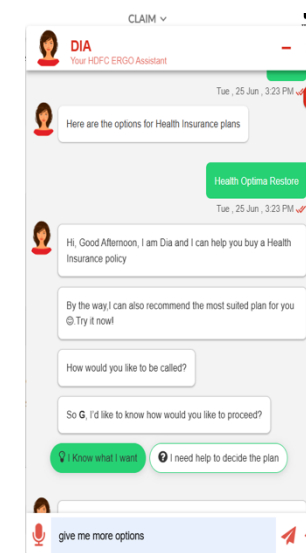 CLAIM
DIA
Your HDFC ERGO Assistant
Tue , 25 Jun , 3:23 PM
Here are the options for Health Insurance plans
Health Optima Restore
Tue , 25 Jun , 3:23 PM
Hi, Good Afternoon, I am Dia and I can help you buy a Health
Insurance policy
By the way,I can also recommend the most suited plan for you
☺.Try it now!
How would you like to be called?
So G, I'd like to know how would you like to proceed?
I Know what I want
I need help to decide the plan
give me more options